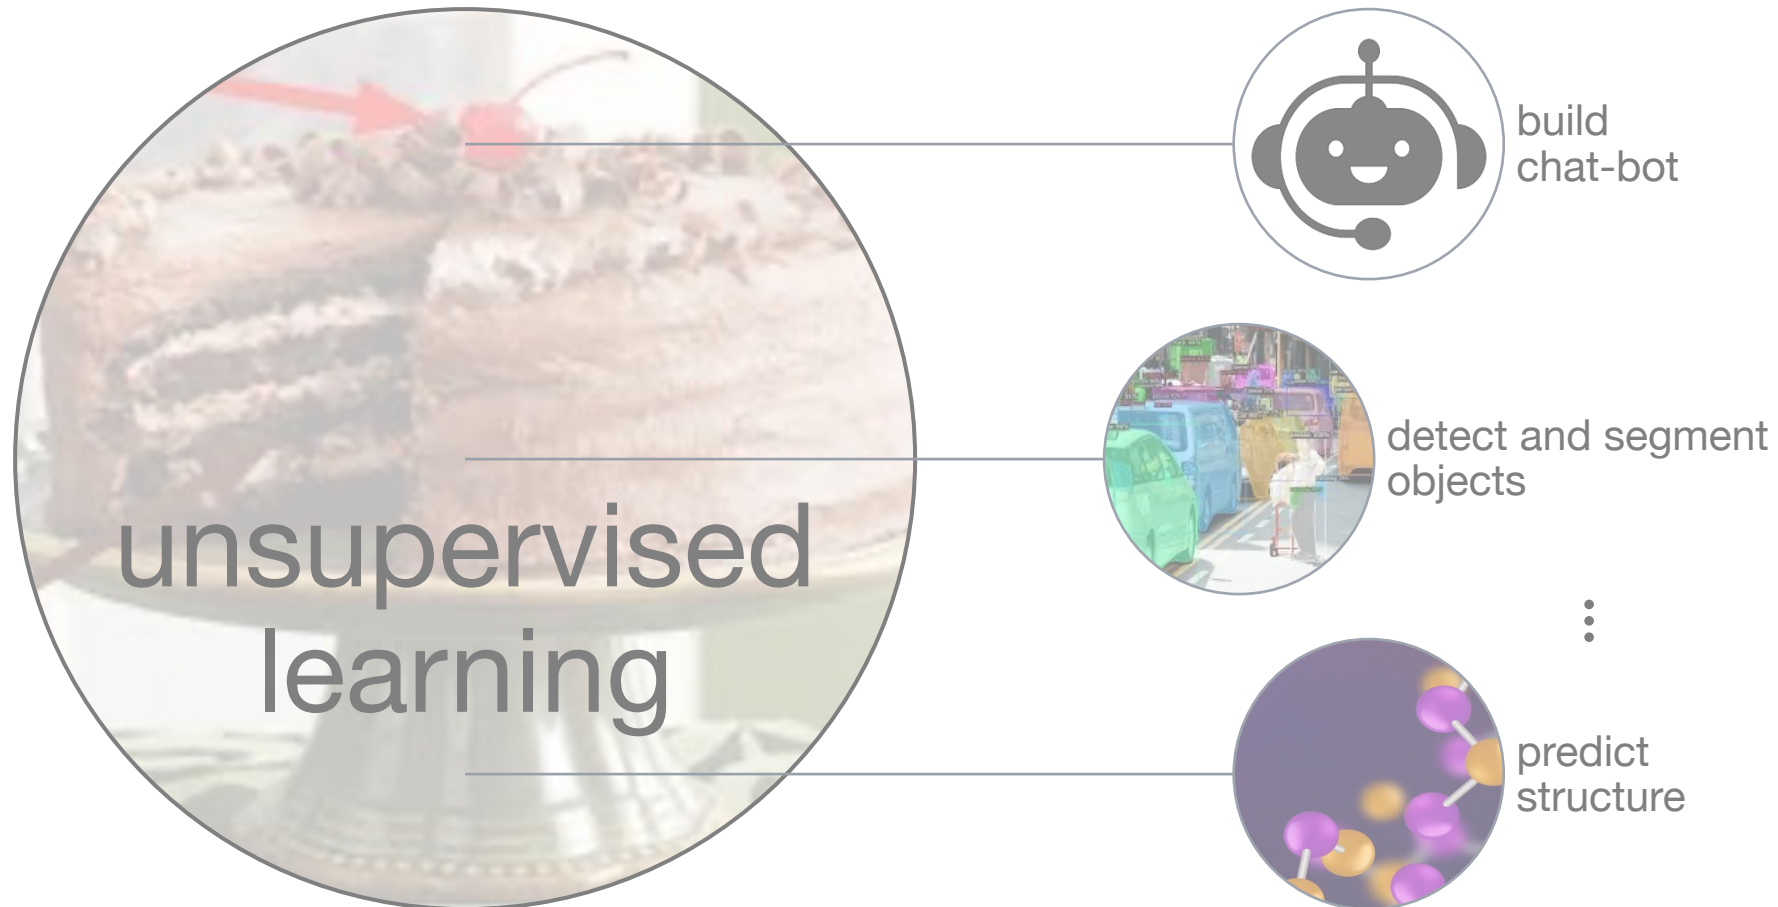 unsupervised
learning
build
chat-bot
detect and segment
objects
predict
structure